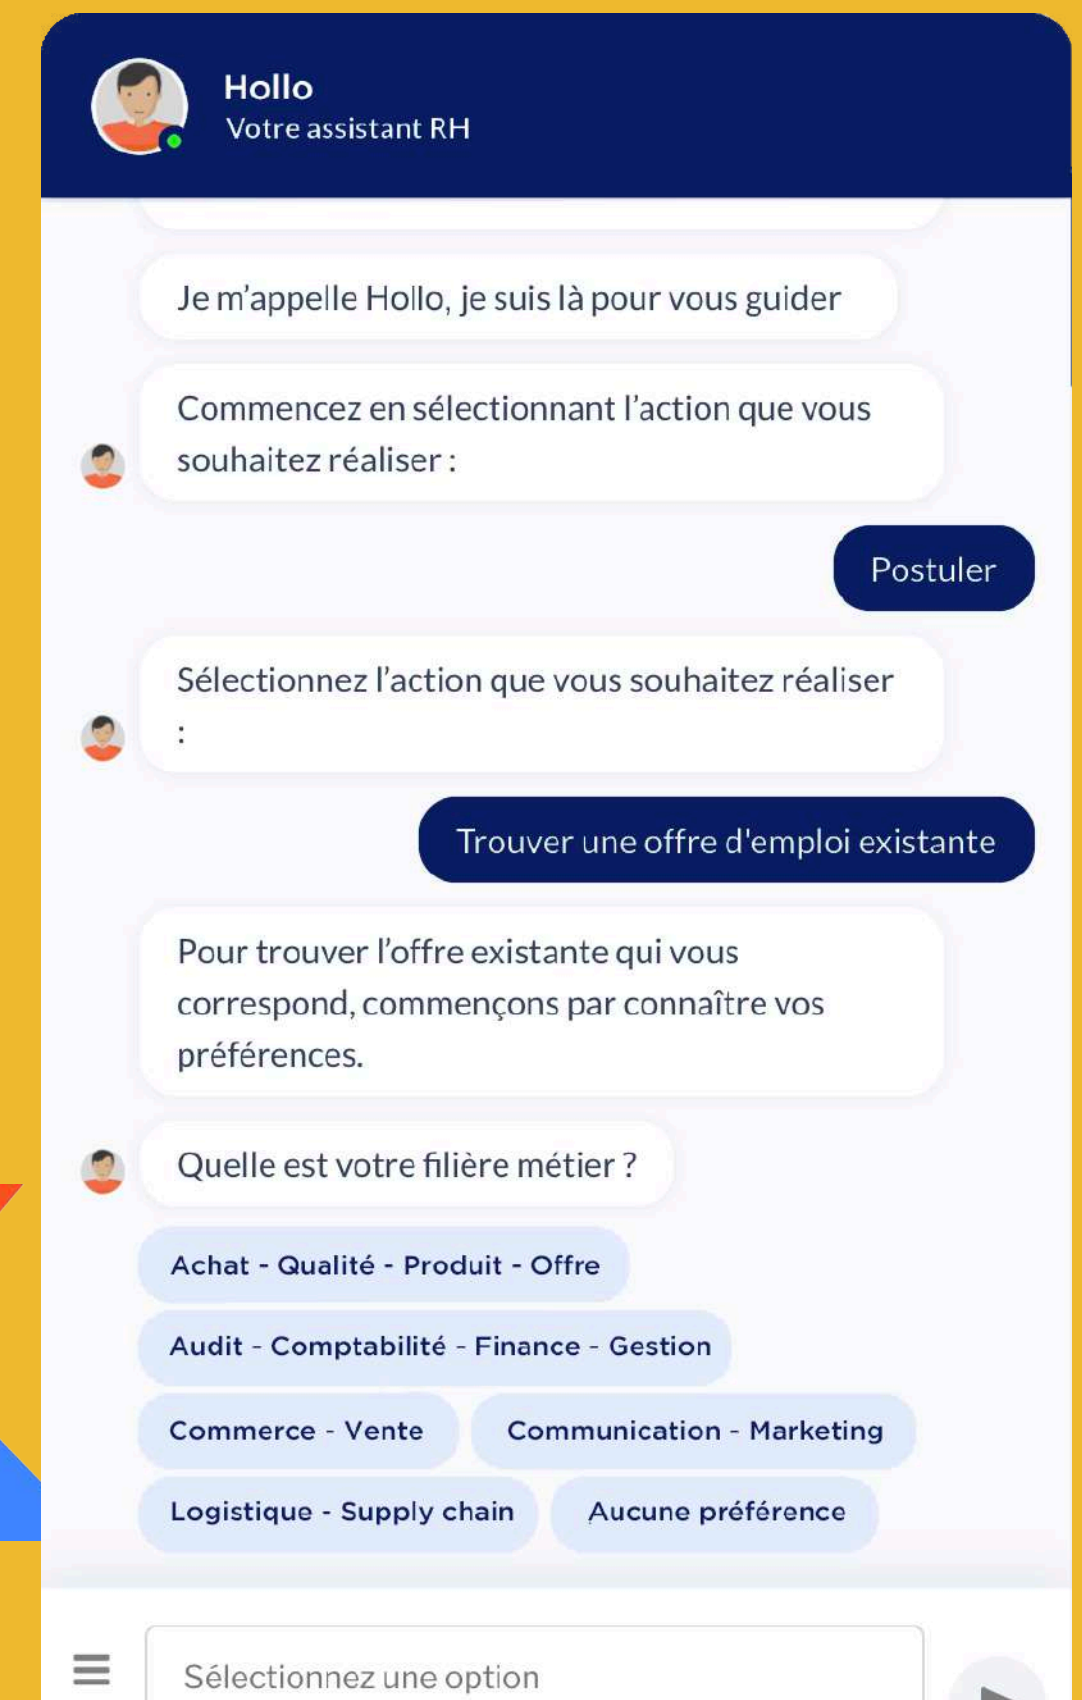 Hollo
Votre assistant RH
Je m'appelle Hollo, je suis là pour vous guider
Commencez en sélectionnant l'action que vous
souhaitez réaliser :
Postuler
Sélectionnez l'action que vous souhaitez réaliser
:
Trouver une offre d'emploi existante
Pour trouver l'offre existante qui vous
correspond, commençons par connaître vos
préférences.
Quelle est votre filière métier ?
Achat - Qualité - Produit - Offre
Audit - Comptabilité - Finance - Gestion
Commerce - Vente
Communication - Marketing
Logistique - Supply chain
Aucune préférence
Sélectionnez une option